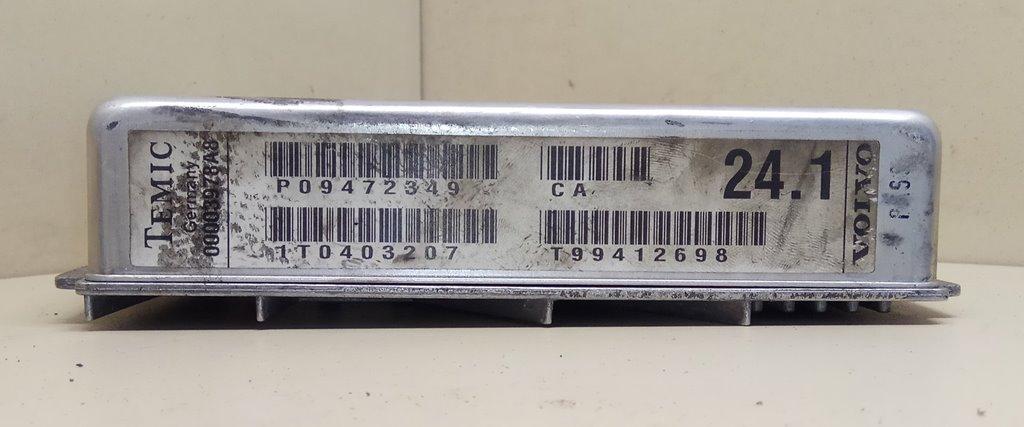 TEMIC
Germany
P09472349
CA
24.1
1T0403207
T99412698
VOLVO